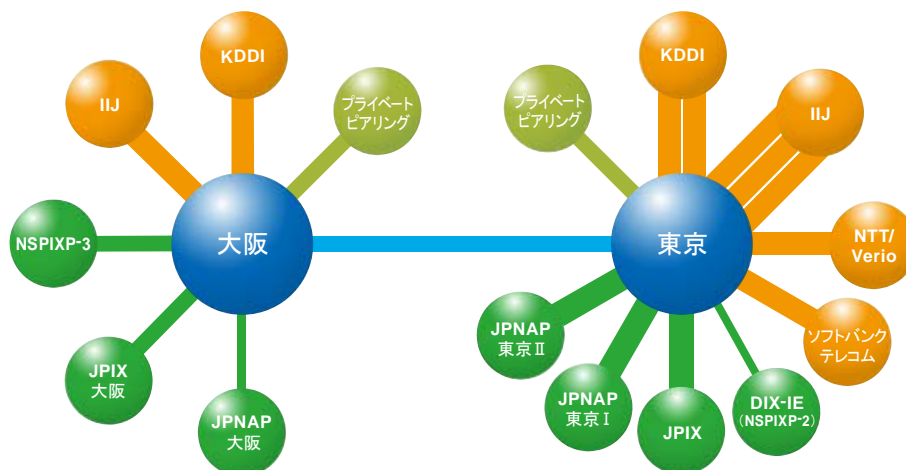 KDDI
IIJ
プライベート
ピアリング
NSPIXP-3
大阪
JPIX
大阪
JPNAP
大阪
KDDI
プライベート
ピアリング
IIJ
東京
NTT/
Verio
ソフトバンク
テレコム
JPNAP
東京Ⅱ
JPNAP
東京Ⅰ
JPIX
DIX-IE
(NSPIXP-2)